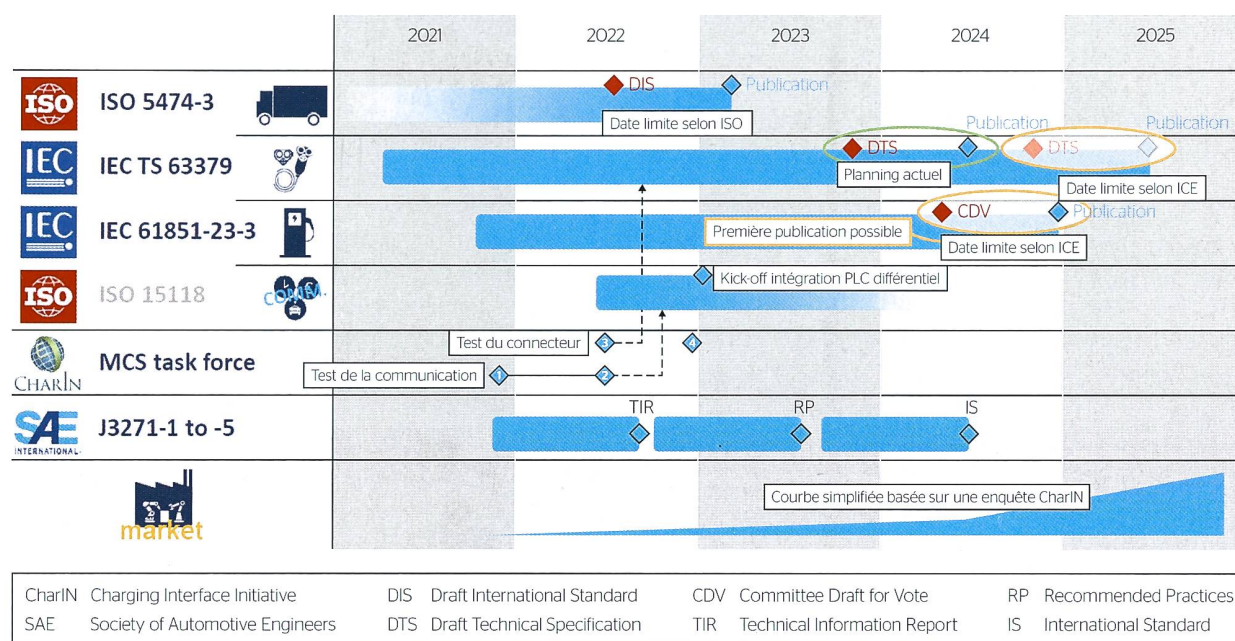 2021 2022 2023 2024 2025
ISO ISO 5474-3 DIS Publication
Date limite selon ISO
Publication Publication
IEC IEC TS 63379 DTS DTS
Planning actuel
Date limite selon ICE
IEC IEC 61851-23-3 CDV Publication
Première publication possible
Date limite selon ICE
ISO ISO 15118 COMM. Kick-off intégration PLC différentiel
Test du connecteur 3 4
CHARIN MCS task force
Test de la communication 1 2
TIR RP IS
SAE J3271-1 to -5
INTERNATIONAL
Courbe simplifiée basée sur une enquête CharIN
market
CharIN Charging Interface Initiative DIS Draft International Standard CDV Committee Draft for Vote RP Recommended Practices
SAE Society of Automotive Engineers DTS Draft Technical Specification TIR Technical Information Report IS International Standard